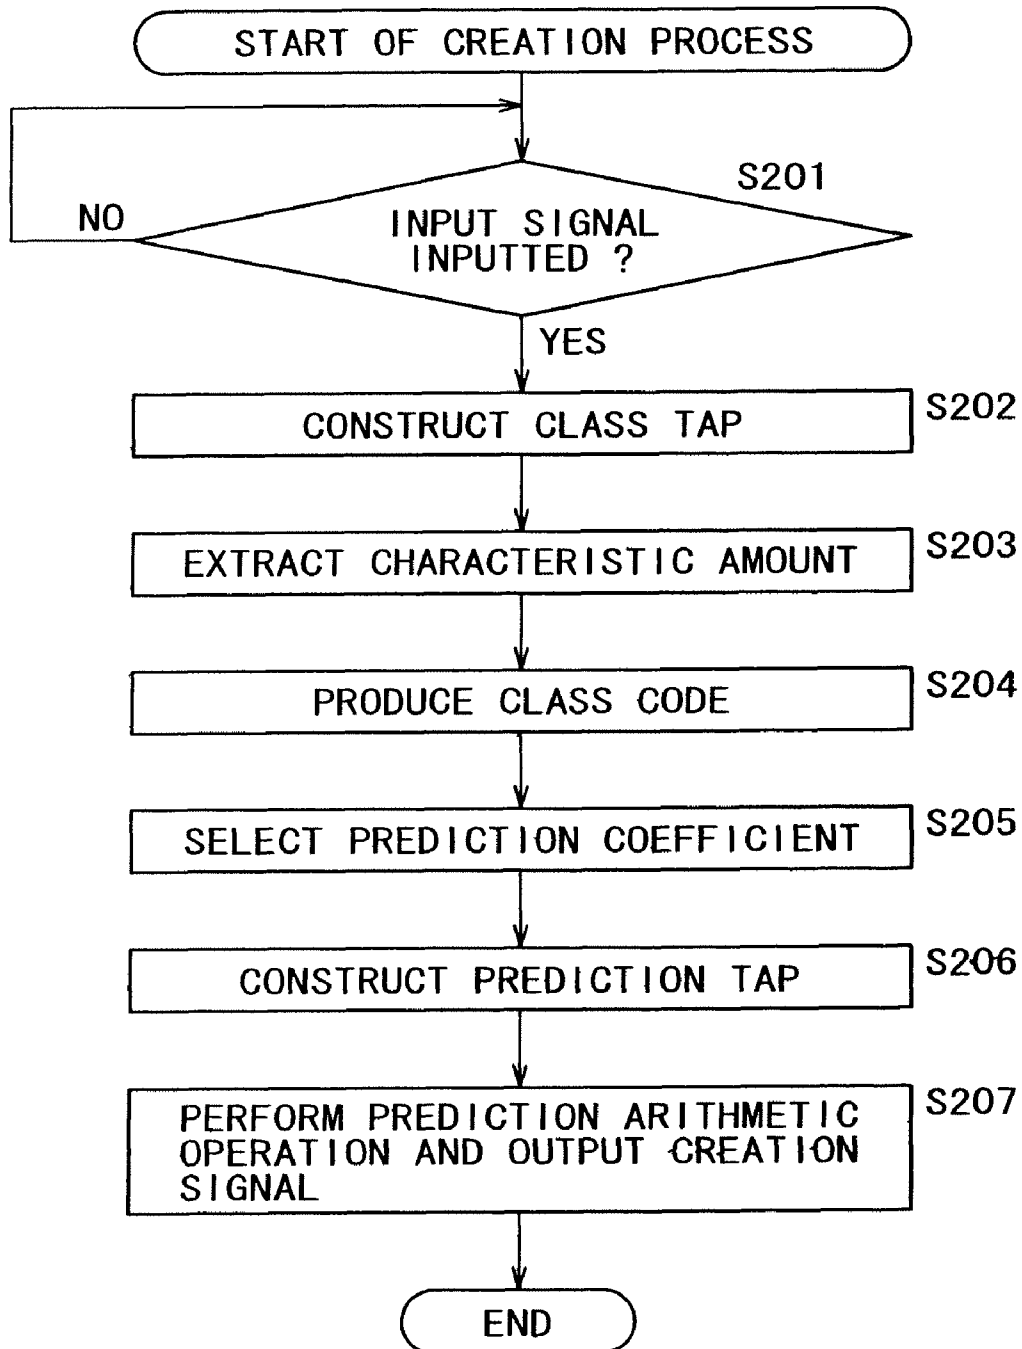 START OF CREATION PROCESS
S201
NO
INPUT SIGNAL
INPUTTED ?
YES
S202
CONSTRUCT CLASS TAP
S203
EXTRACT CHARACTERISTIC AMOUNT
S204
PRODUCE CLASS CODE
S205
SELECT PREDICTION COEFFICIENT
S206
CONSTRUCT PREDICTION TAP
S207
PERFORM PREDICTION ARITHMETIC
OPERATION AND OUTPUT CREATION
SIGNAL
END